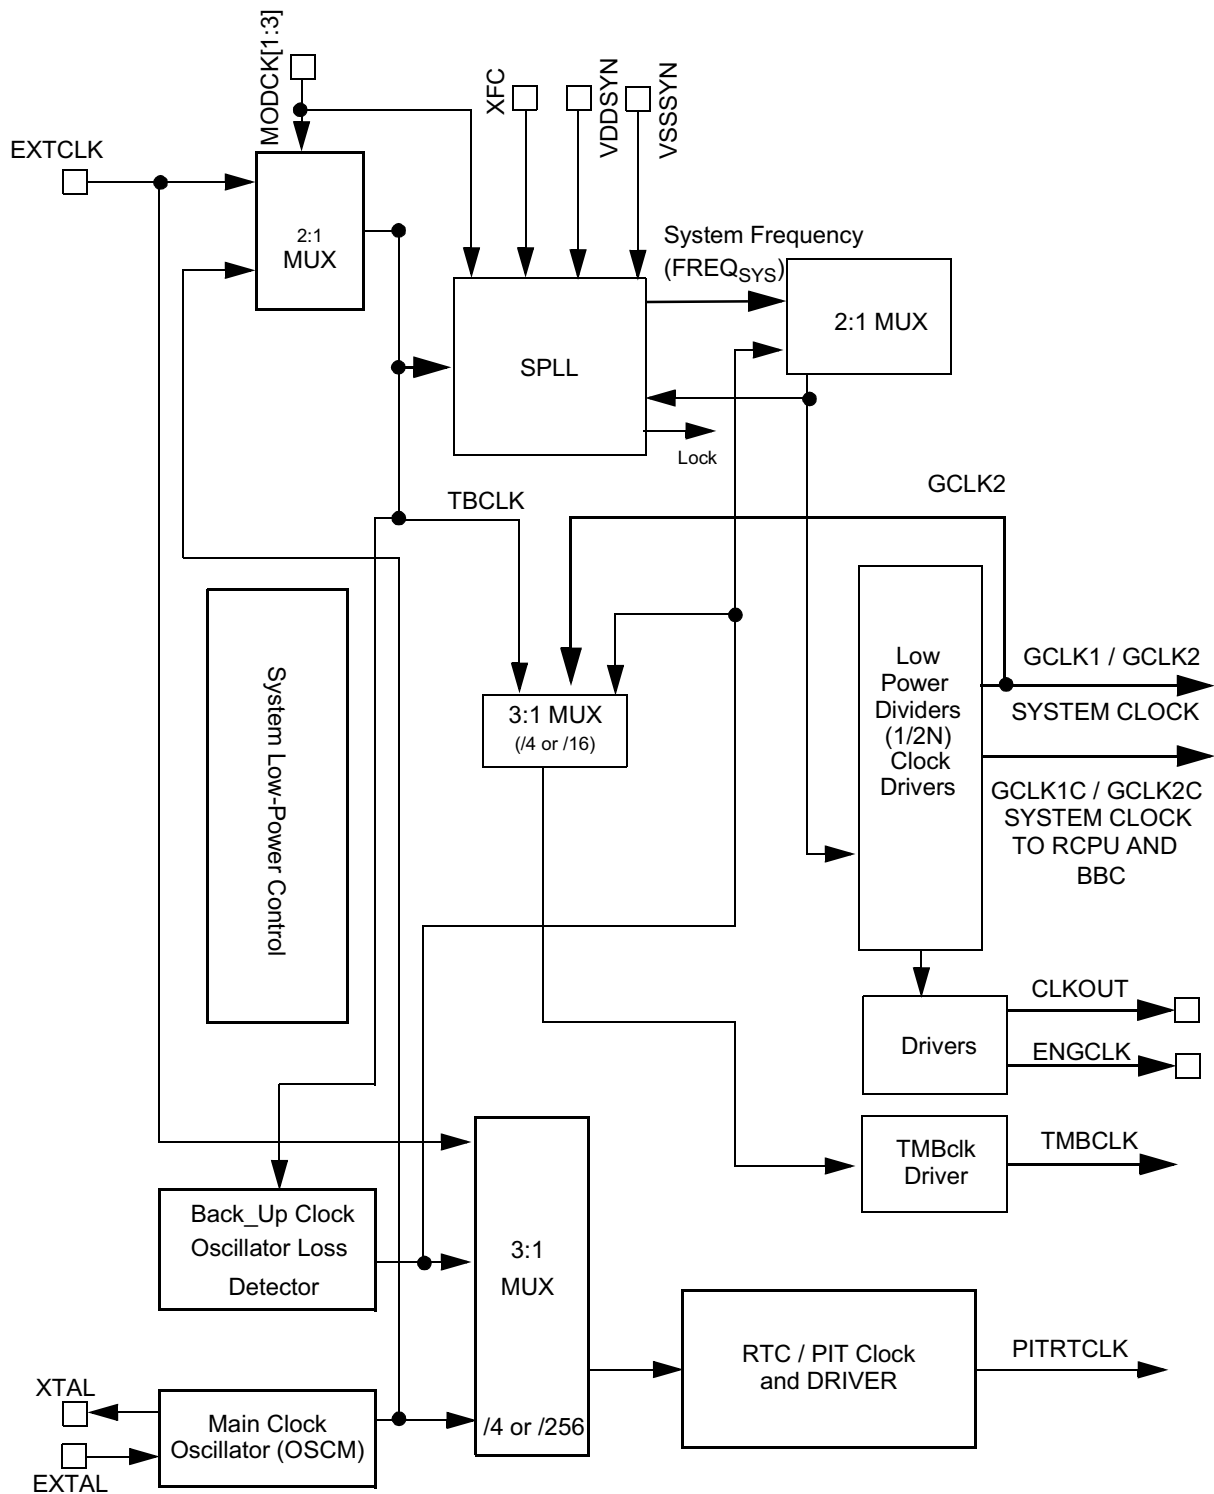 MODCK[1:3]
XFC
VDDSYN
VSSSYN
EXTCLK
2:1
MUX
System Frequency
(FREQSYS)
2:1 MUX
SPLL
Lock
GCLK2
TBCLK
System Low-Power Control
3:1 MUX
(/4 or /16)
Low
Power
Dividers
(1/2N)
Clock
Drivers
GCLK1 / GCLK2
SYSTEM CLOCK
GCLK1C / GCLK2C
SYSTEM CLOCK
TO RCPU AND
BBC
CLKOUT
Drivers
ENGCLK
TMBclk
Driver
TMBCLK
Back_Up Clock
Oscillator Loss
Detector
3:1
MUX
/4 or /256
RTC / PIT Clock
and DRIVER
PITRTCLK
XTAL
Main Clock
Oscillator (OSCM)
EXTAL